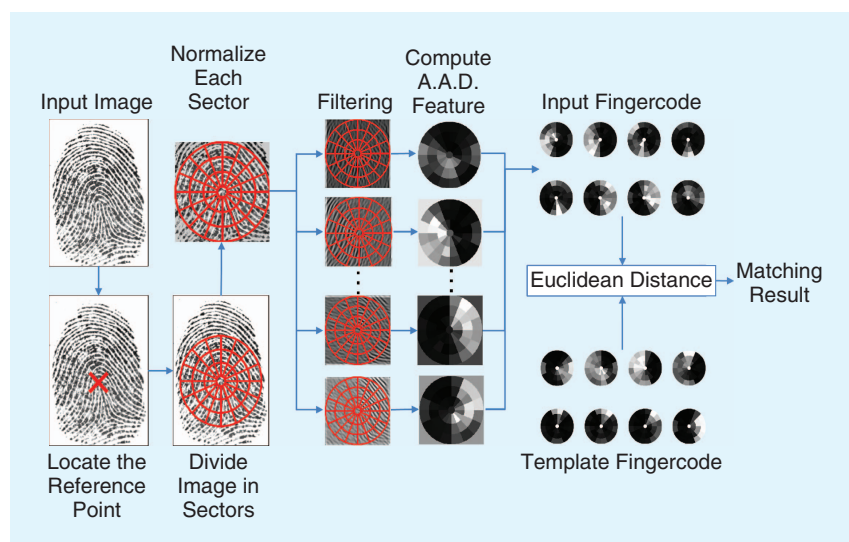 Input Image
Normalize
Each
Sector
Filtering
Compute
A.A.D.
Feature
Input Fingercode
Euclidean Distance
Matching
Result
Locate the
Reference
Point
Divide
Image in
Sectors
Template Fingercode